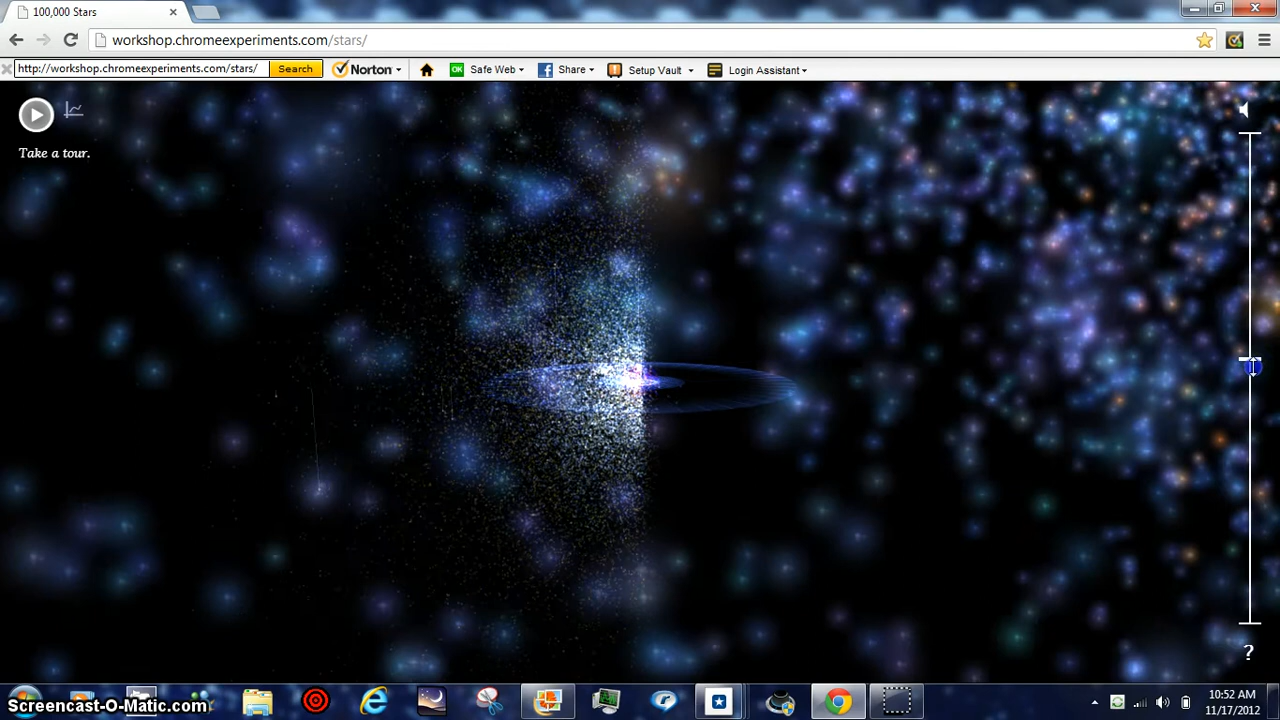 100,000 Stars
workshop.chromeexperiments.com/stars/
http://workshop.chromeexperiments.com/stars/ Search Norton OK Safe Web Share Setup Vault Login Assistant
Take a tour.
?
Screencast-O-Matic.com
10:52 AM
11/17/2012